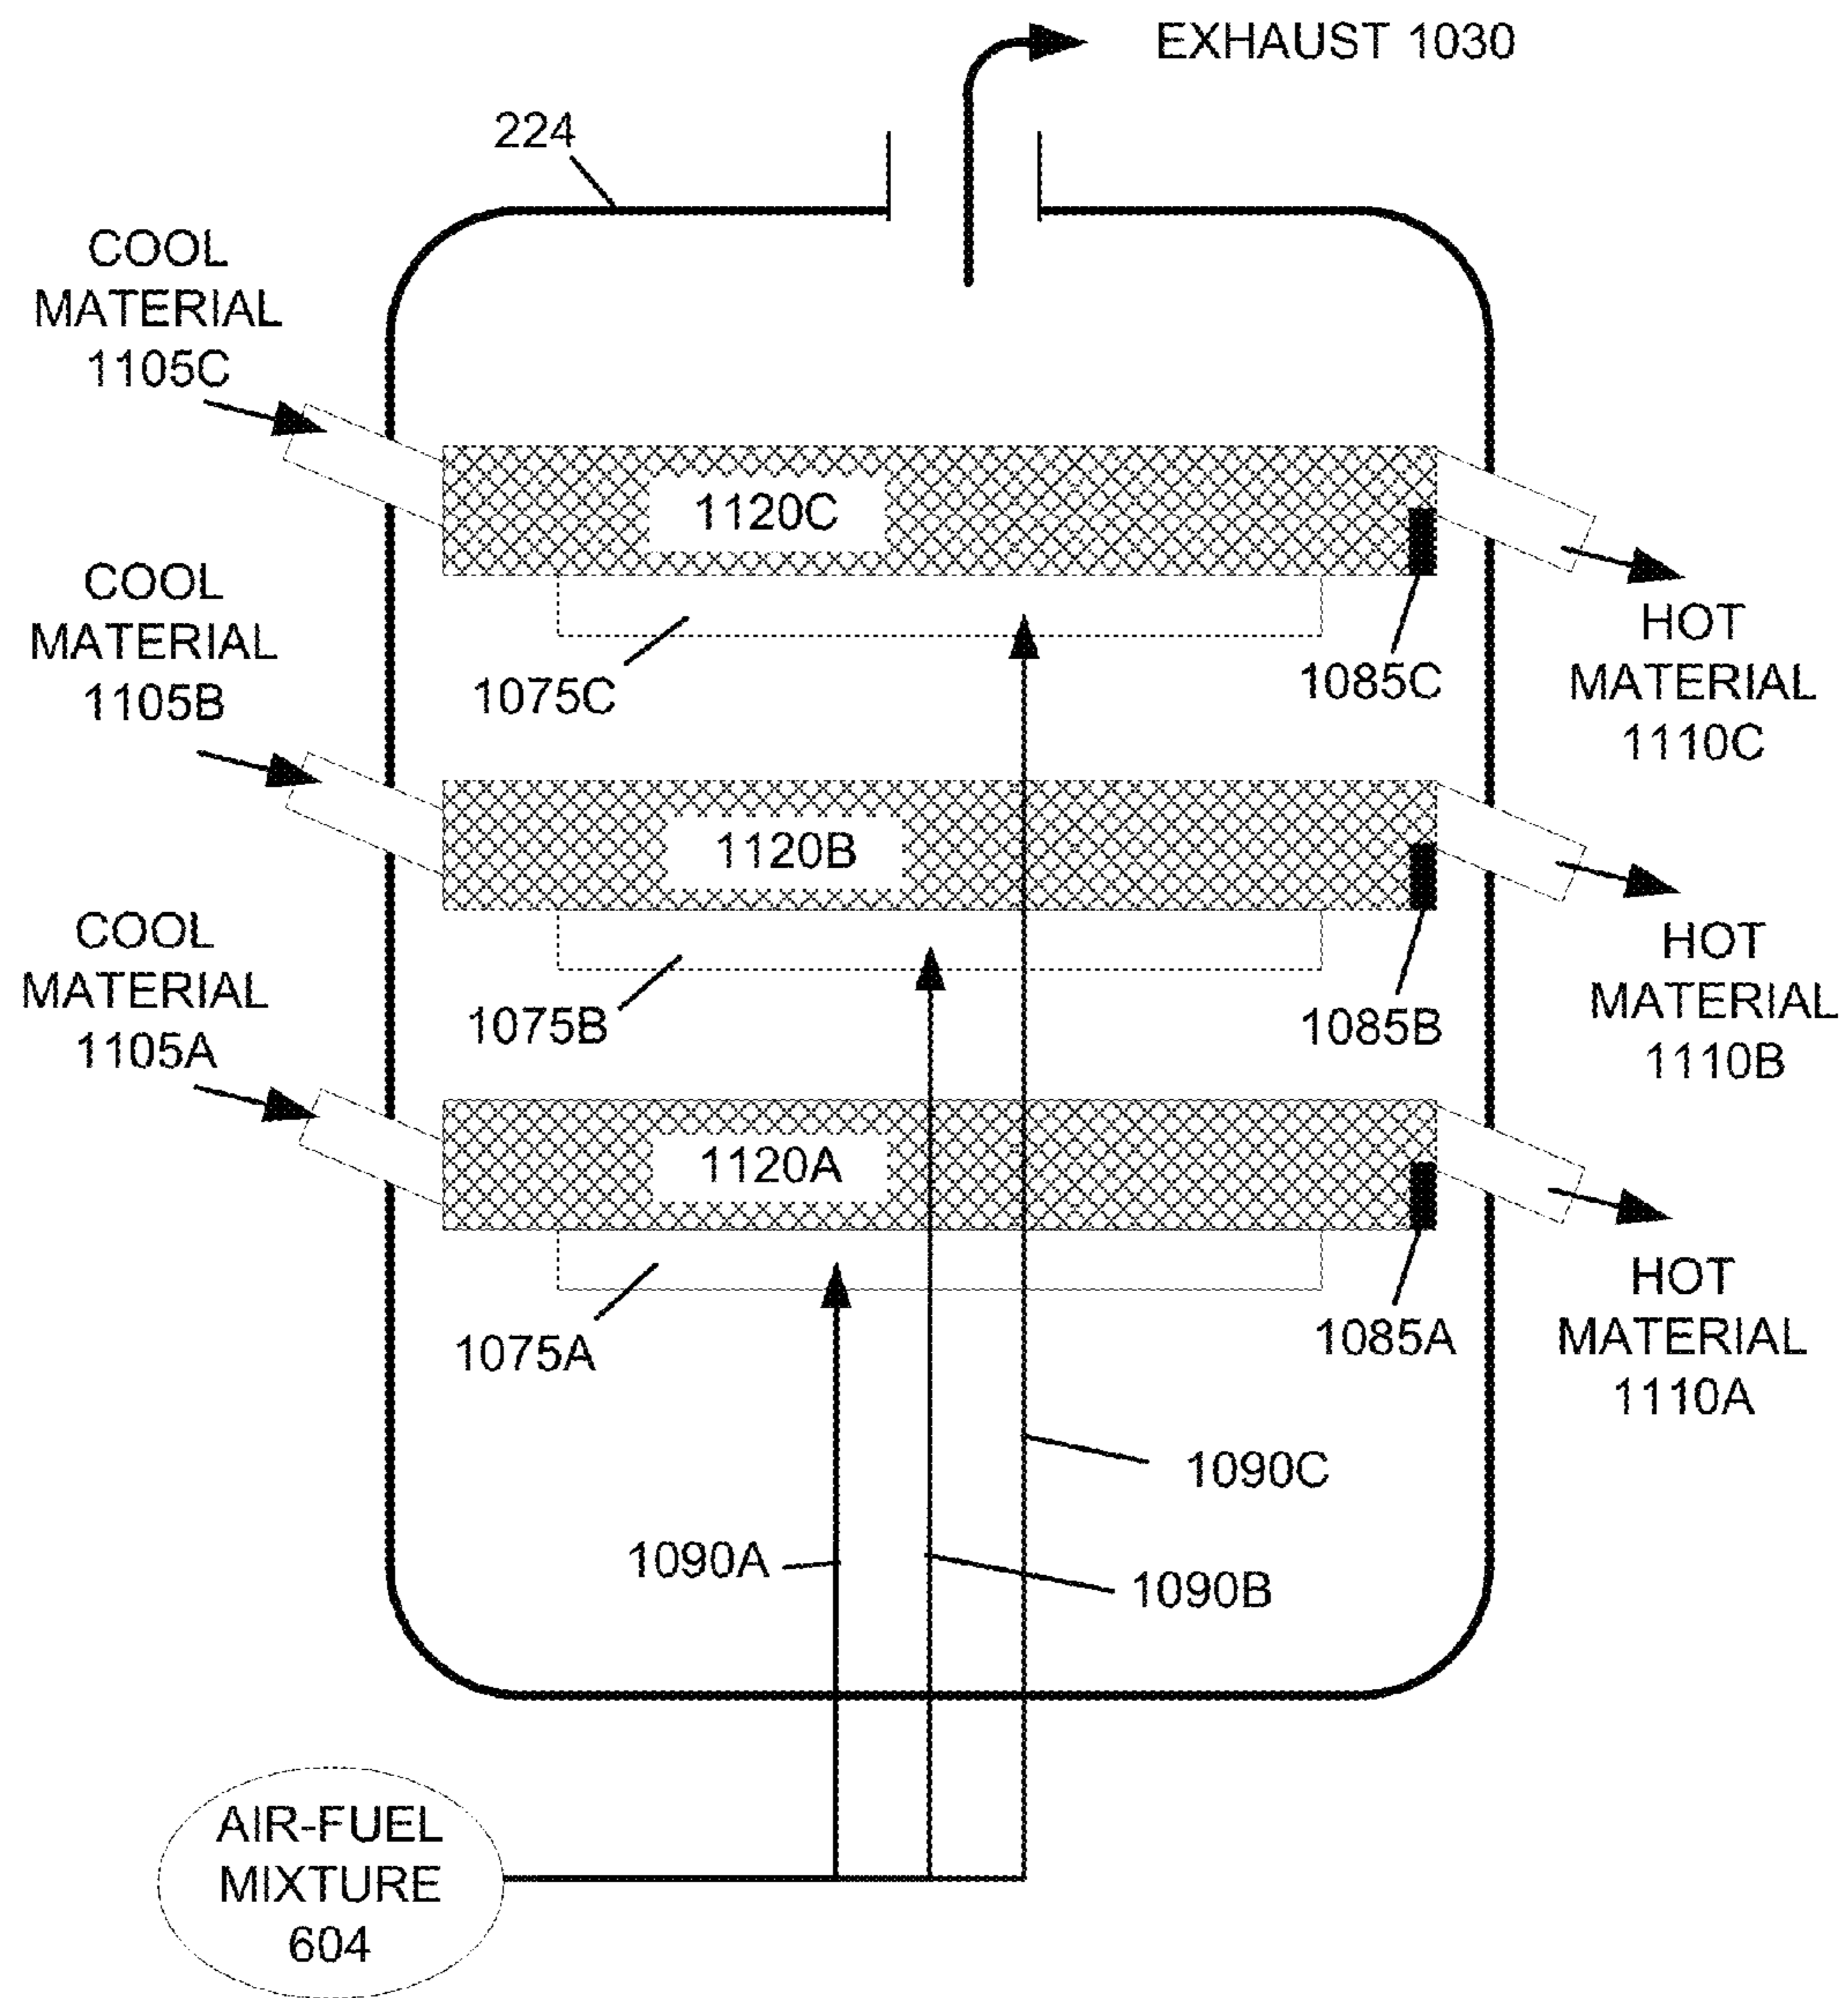 EXHAUST 1030
224
COOL
MATERIAL
1105C
1120C
1075C
1085C
HOT
MATERIAL
1110C
COOL
MATERIAL
1105B
1120B
1075B
1085B
HOT
MATERIAL
1110B
COOL
MATERIAL
1105A
1120A
1075A
1085A
HOT
MATERIAL
1110A
1090C
1090A
1090B
AIR-FUEL
MIXTURE
604